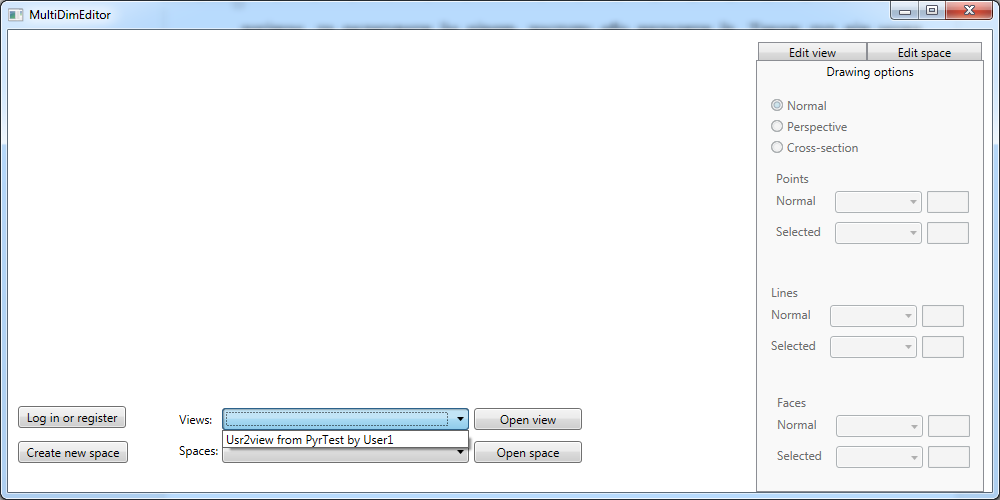 MultiDimEditor
Edit view
Edit space
Drawing options
Normal
Perspective
Cross-section
Points
Normal
Selected
Lines
Normal
Selected
Faces
Normal
Selected
Log in or register
Views:
Open view
Usr2view from PyrTest by User1
Create new space
Spaces:
Open space